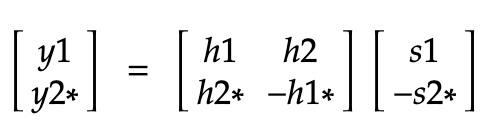 [y1 y2*] = [h1 h2 h2* -h1*] [s1 -s2*]